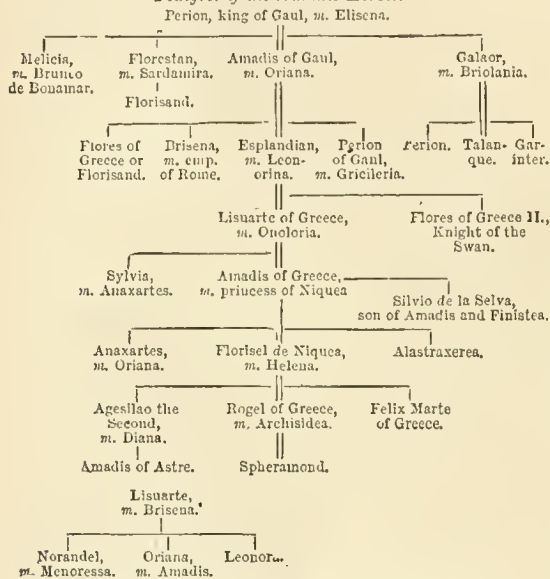 Perion, king of Gaul, m. Elisena.
Melicia, m. Bruneo de Bonamar.
Florestan, m. Sardamira.
Florisand.
Amadis of Gaul, m. Oriana.
Galaor, m. Briolania.
Flores of Greece or Florisand.
Brisena, m. emp. of Rome.
Esplandian, m. Leonorina.
Perion of Gaul, m. Gricileria.
Perion.
Talanque.
Garinter.
Lisuarte of Greece, m. Onoloria.
Flores of Greece II., Knight of the Swan.
Sylvia, m. Anaxartes.
Amadis of Greece, m. princess of Niquea
Silvio de la Selva, son of Amadis and Finistea.
Anaxartes, m. Oriana.
Florisel de Niquea, m. Helena.
Alastraxerea.
Agesilao the Second, m. Diana.
Rogel of Greece, m. Archisidea.
Felix Marte of Greece.
Amadis of Astre.
Spheramond.
Lisuarte, m. Brisena.
Norandel, m. Menoressa.
Oriana, m. Amadis.
Leonora.